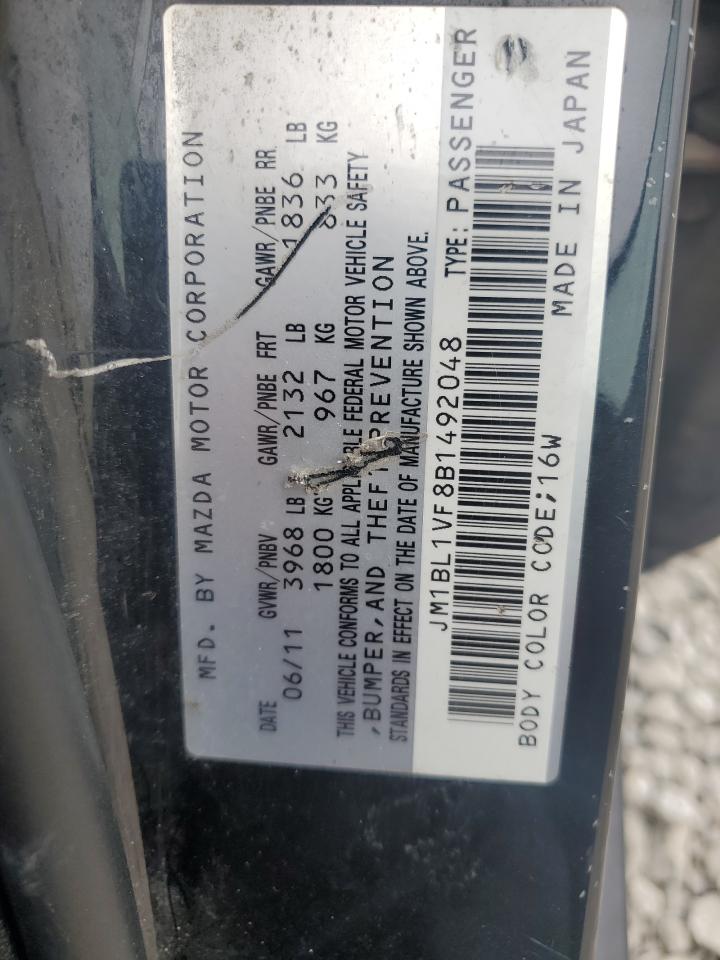 MFD. BY MAZDA MOTOR CORPORATION
DATE GVWR/PNBV GAWR/PNBE FRT GAWR/PNBE RR
06/11 3968 LB 2132 LB 1836 LB
1800 KG 967 KG 833 KG
THIS VEHICLE CONFORMS TO ALL APPLICABLE FEDERAL MOTOR VEHICLE SAFETY
,BUMPER,AND THEFT PREVENTION
STANDARDS IN EFFECT ON THE DATE OF MANUFACTURE SHOWN ABOVE.
JM1BL1VF8B1492048 TYPE: PASSENGER
BODY COLOR CODE;16W MADE IN JAPAN